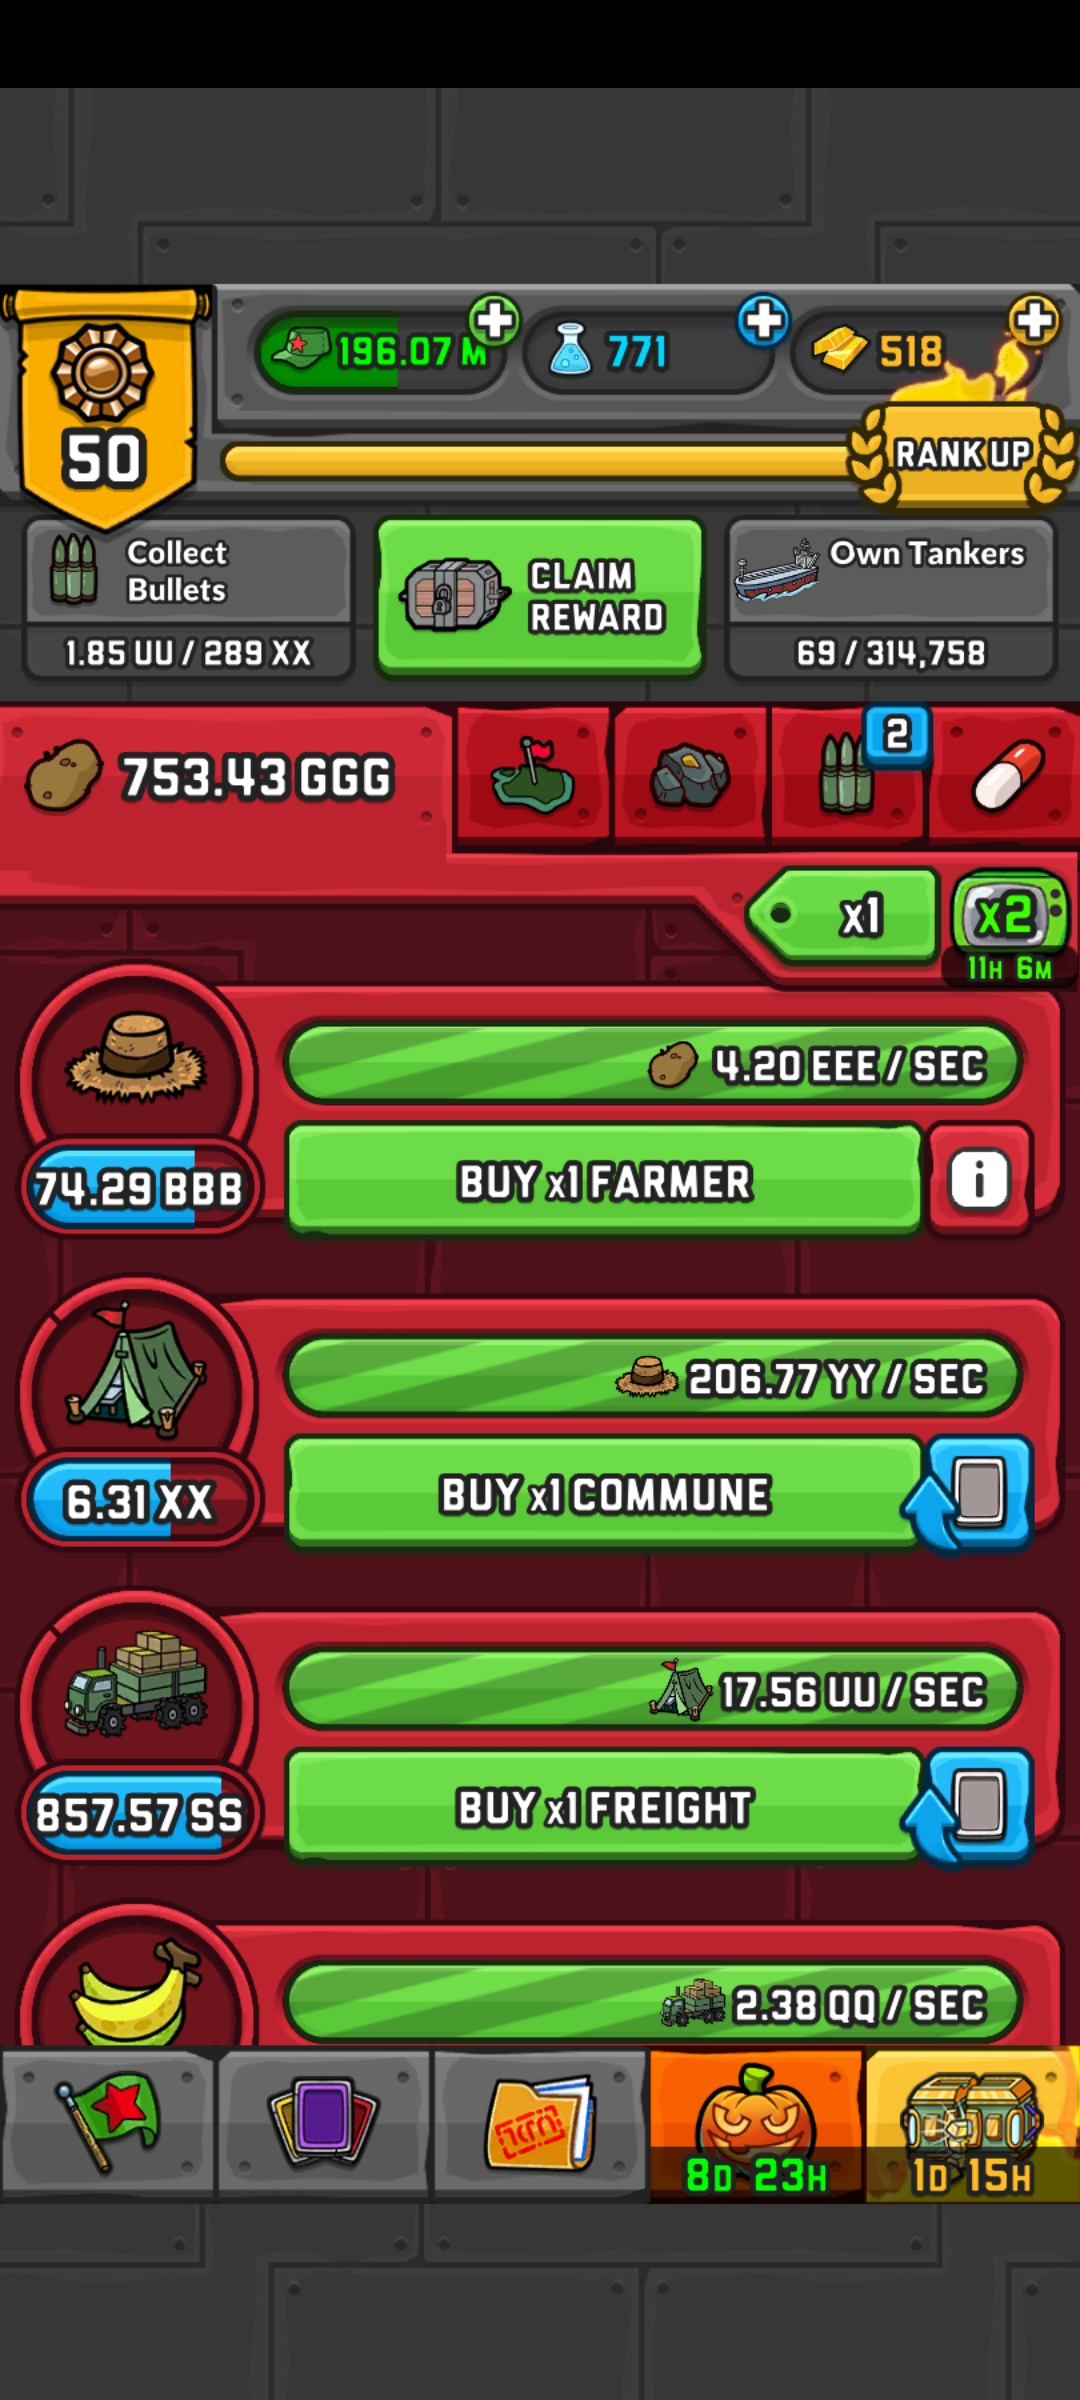 196.07 M
771
518
50
RANK UP
Collect
Bullets
1.85 UU / 289 XX
CLAIM
REWARD
Own Tankers
69 / 314,758
753.43 GGG
2
x1
x2
11H 6M
4.20 EEE / SEC
74.29 BBB
BUY x1 FARMER
i
206.77 YY / SEC
6.31 XX
BUY x1 COMMUNE
17.56 UU / SEC
857.57 SS
BUY x1 FREIGHT
2.38 QQ / SEC
8D 23H
1D 15H